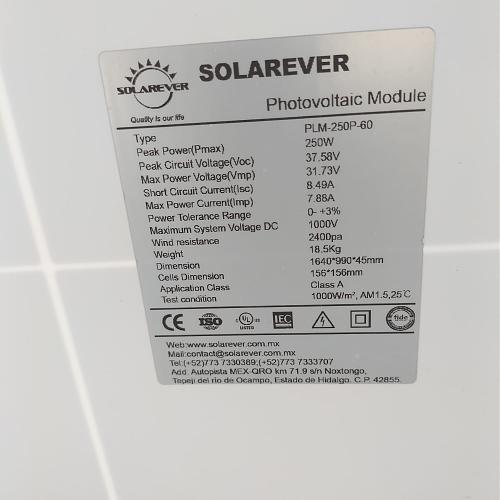 SOLAREVER
Quality is our life
SOLAREVER
Photovoltaic Module
Type PLM-250P-60
Peak Power(Pmax) 250W
Peak Circuit Voltage(Voc) 37.58V
Max Power Voltage(Vmp) 31.73V
Short Circuit Current(Isc) 8.49A
Max Power Current(Imp) 7.88A
Power Tolerance Range 0- +3%
Maximum System Voltage DC 1000V
Wind resistance 2400pa
Weight 18.5Kg
Dimension 1640*990*45mm
Cells Dimension 156*156mm
Application Class Class A
Test condition 1000W/m², AM1.5,25℃
CE ISO c UL US LISTED IEC fide
Web:www.solarever.com.mx
Mail:contact@solarever.com.mx
Tel:(+52)773 7330389;(+52)773 7333707
Add. Autopista MEX-QRO km 71.9 s/n Noxtongo,
Tepeji del río de Ocampo, Estado de Hidalgo. C.P. 42855.